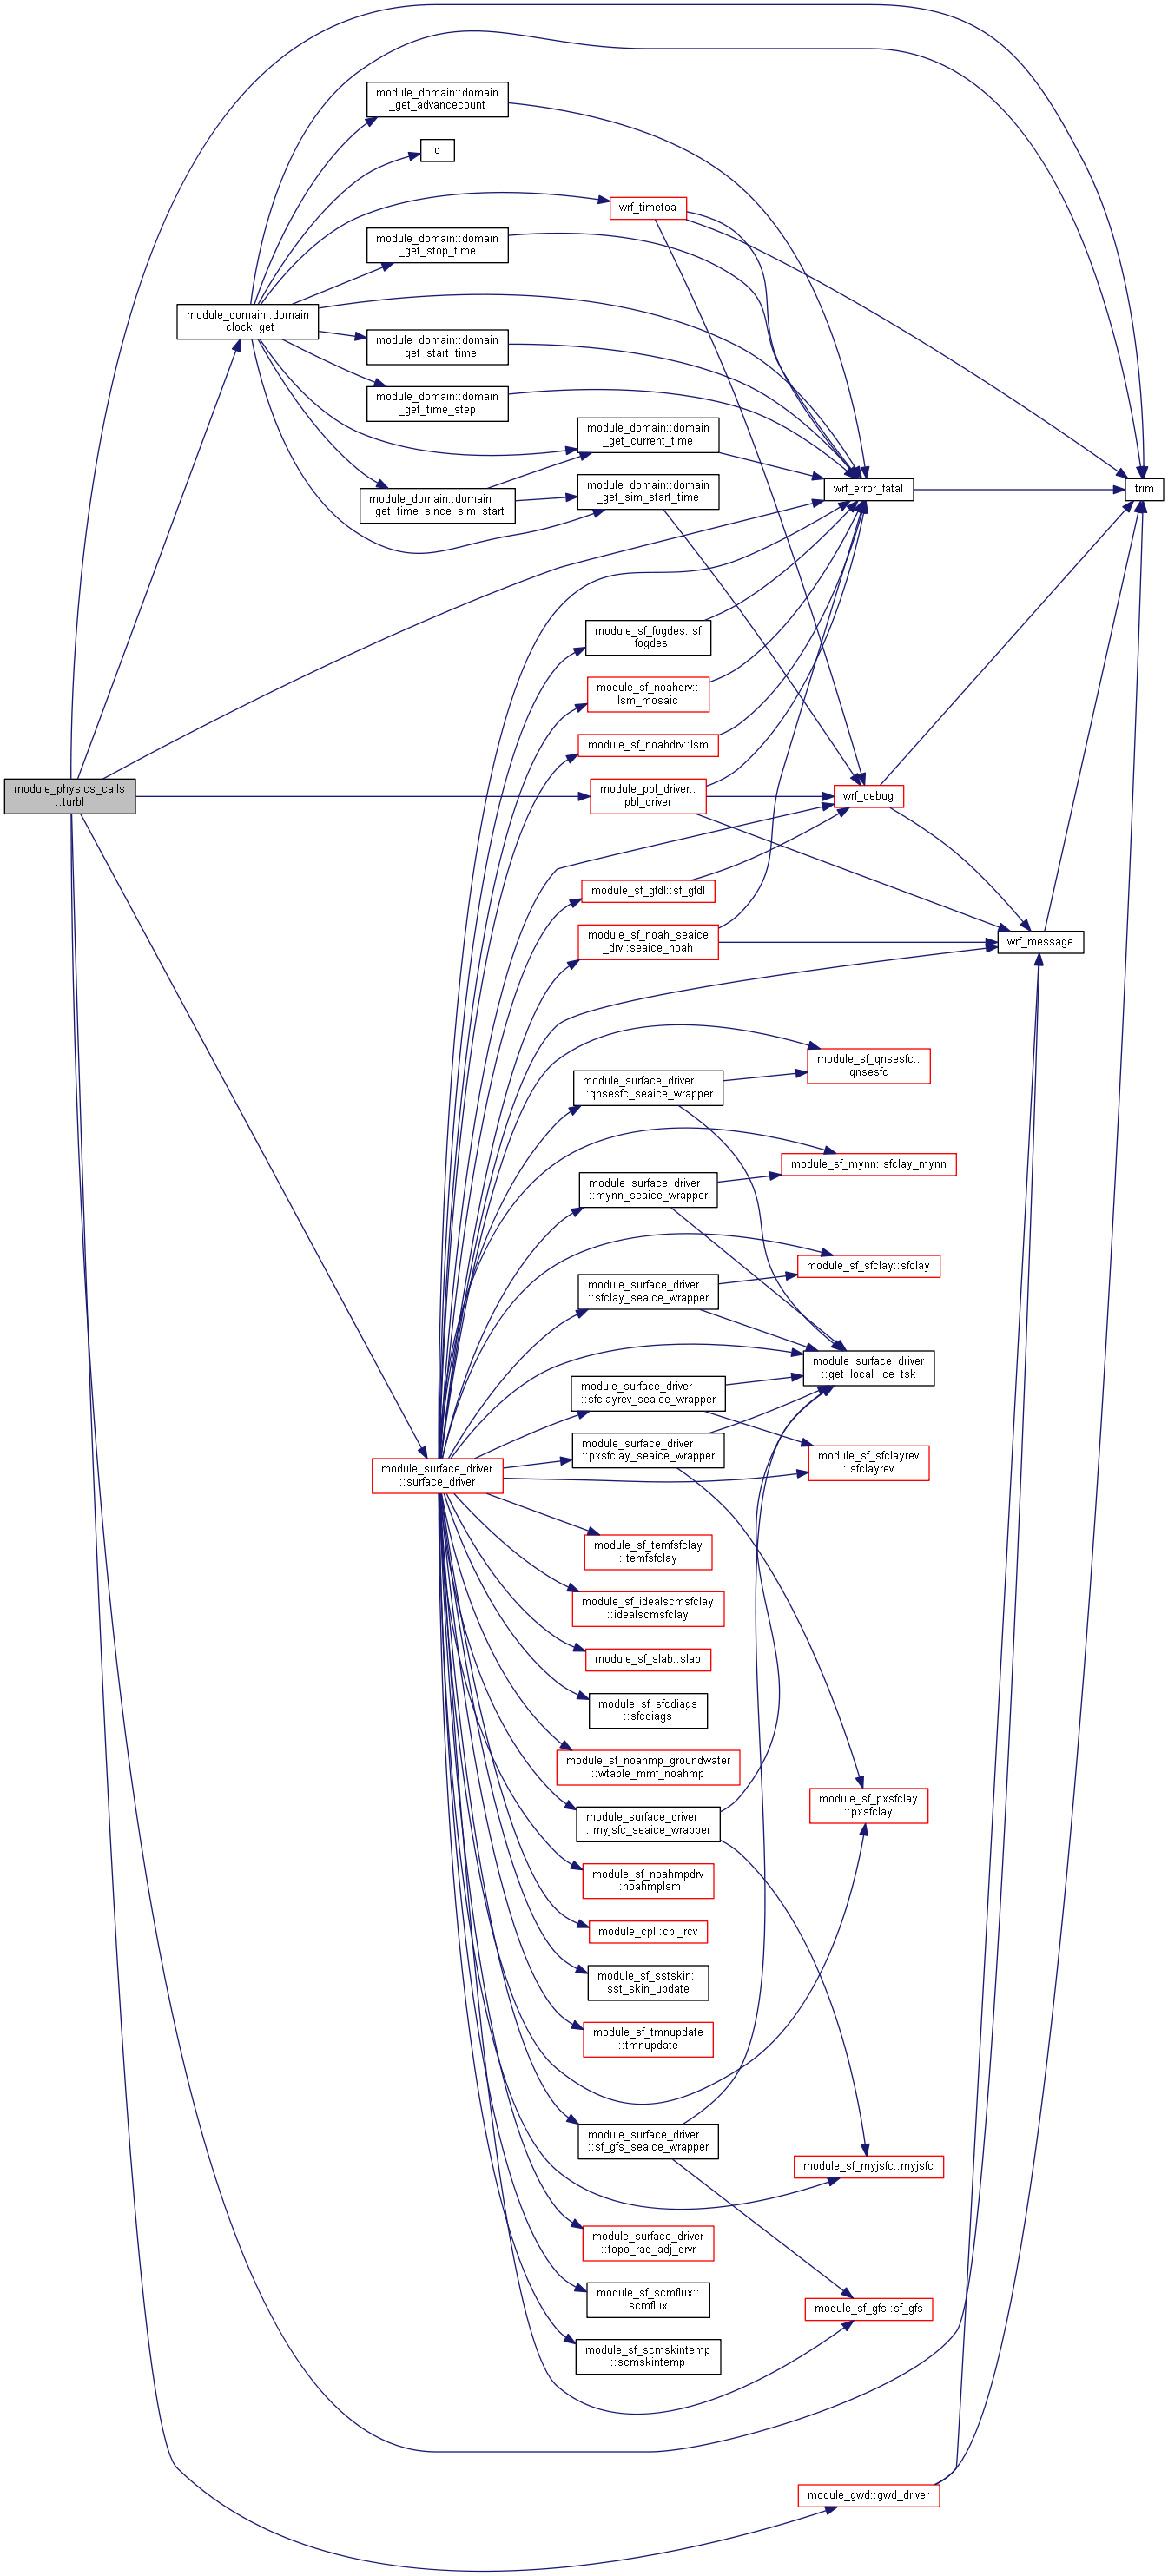 module_domain::domain
_get_advancecount
d
wrf_timetoa
module_domain::domain
_get_stop_time
module_domain::domain
_clock_get
module_domain::domain
_get_start_time
module_domain::domain
_get_time_step
module_domain::domain
_get_current_time
module_domain::domain
_get_sim_start_time
module_domain::domain
_get_time_since_sim_start
wrf_error_fatal
trim
module_sf_fogdes::sf
_fogdes
module_sf_noahdrv::
lsm_mosaic
module_sf_noahdrv::lsm
module_physics_calls
::turbl
module_pbl_driver::
pbl_driver
wrf_debug
module_sf_gfdl::sf_gfdl
module_sf_noah_seaice
_drv::seaice_noah
wrf_message
module_sf_qnsesfc::
qnsesfc
module_surface_driver
::qnsesfc_seaice_wrapper
module_sf_mynn::sfclay_mynn
module_surface_driver
::mynn_seaice_wrapper
module_sf_sfclay::sfclay
module_surface_driver
::sfclay_seaice_wrapper
module_surface_driver
::get_local_ice_tsk
module_surface_driver
::sfclayrev_seaice_wrapper
module_surface_driver
::pxsfclay_seaice_wrapper
module_sf_sfclayrev
::sfclayrev
module_surface_driver
::surface_driver
module_sf_temfsfclay
::temfsfclay
module_sf_idealscmsfclay
::idealscmsfclay
module_sf_slab::slab
module_sf_sfcdiags
::sfcdiags
module_sf_noahmp_groundwater
::wtable_mmf_noahmp
module_sf_pxsfclay
::pxsfclay
module_surface_driver
::myjsfc_seaice_wrapper
module_sf_noahmpdrv
::noahmplsm
module_cpl::cpl_rcv
module_sf_sstskin::
sst_skin_update
module_sf_tmnupdate
::tmnupdate
module_surface_driver
::sf_gfs_seaice_wrapper
module_sf_myjsfc::myjsfc
module_surface_driver
::topo_rad_adj_drvr
module_sf_scmflux::
scmflux
module_sf_gfs::sf_gfs
module_sf_scmskintemp
::scmskintemp
module_gwd::gwd_driver